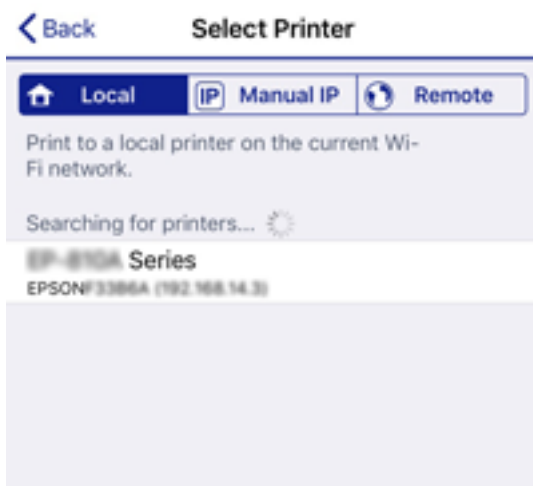 Back
Select Printer
Local
IP Manual IP
Remote
Print to a local printer on the current Wi-
Fi network.
Searching for printers...
Series
EPSON